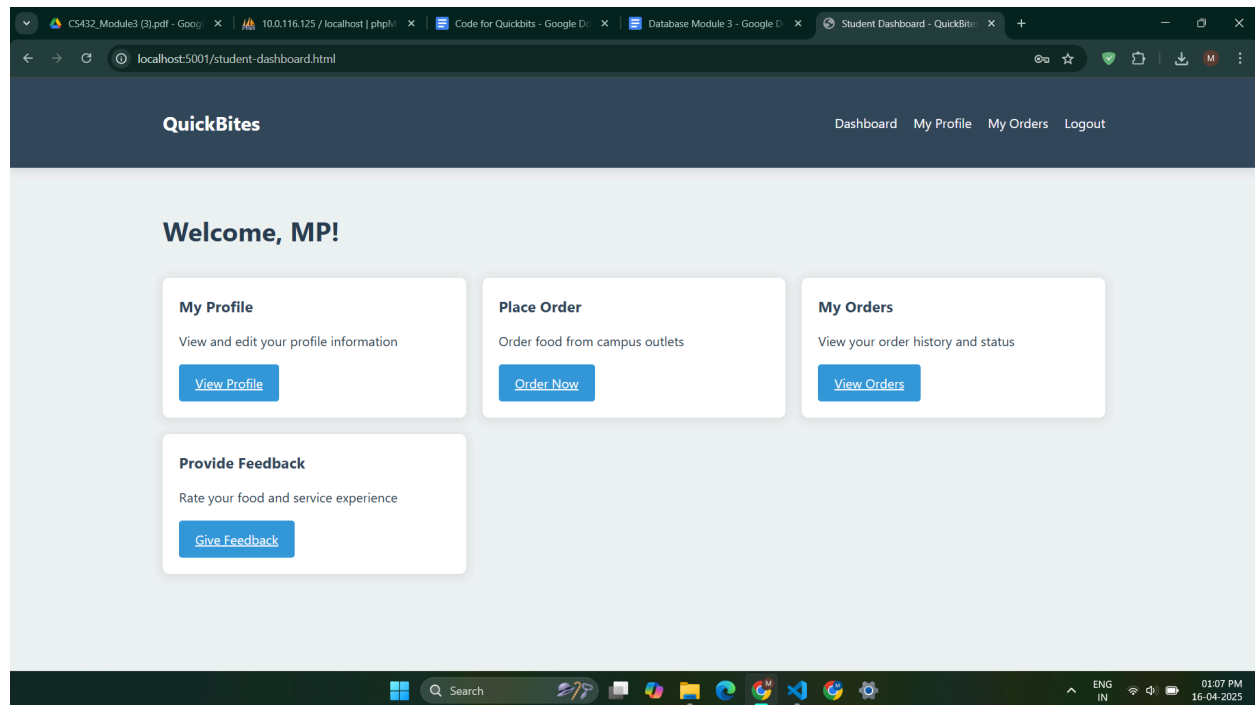 CS432_Module3 (3).pdf - Goog
10.0.116.125 / localhost | phpM
Code for Quickbits - Google Do
Database Module 3 - Google D
Student Dashboard - QuickBite
localhost:5001/student-dashboard.html
M
QuickBites
Dashboard My Profile My Orders Logout
Welcome, MP!
My Profile
View and edit your profile information
View Profile
Place Order
Order food from campus outlets
Order Now
My Orders
View your order history and status
View Orders
Provide Feedback
Rate your food and service experience
Give Feedback
Search
ENG
IN
01:07 PM
16-04-2025